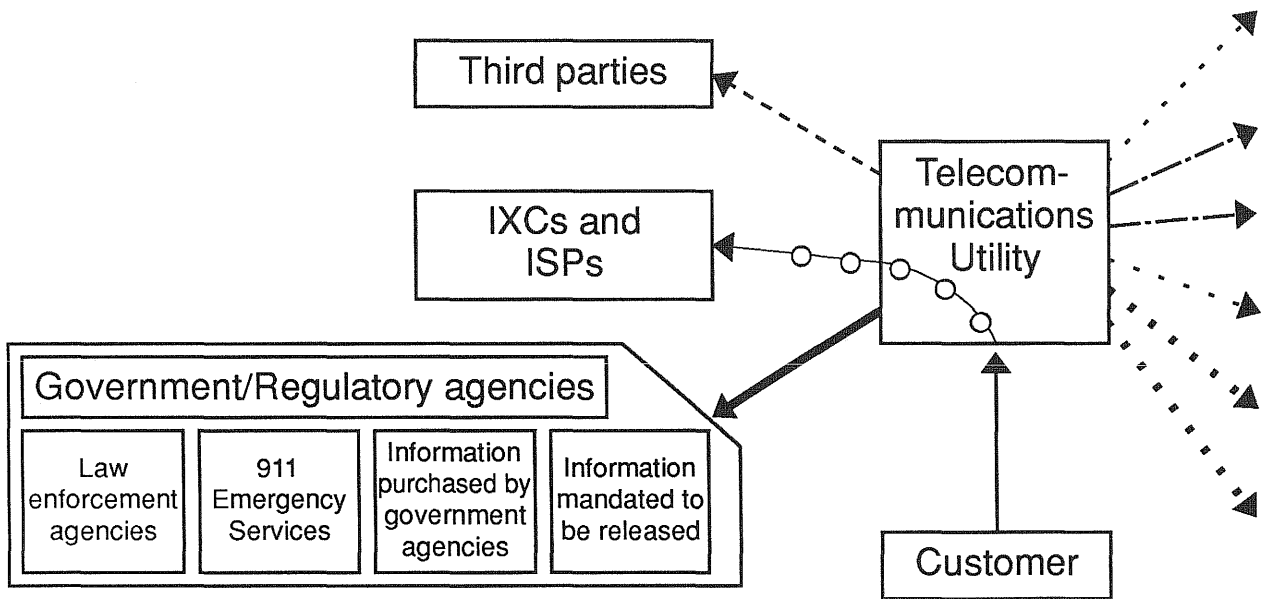 Third parties
Telecom-
munications
Utility
IXCs and
ISPs
Government/Regulatory agencies
Law
enforcement
agencies
911
Emergency
Services
Information
purchased by
government
agencies
Information
mandated to
be released
Customer